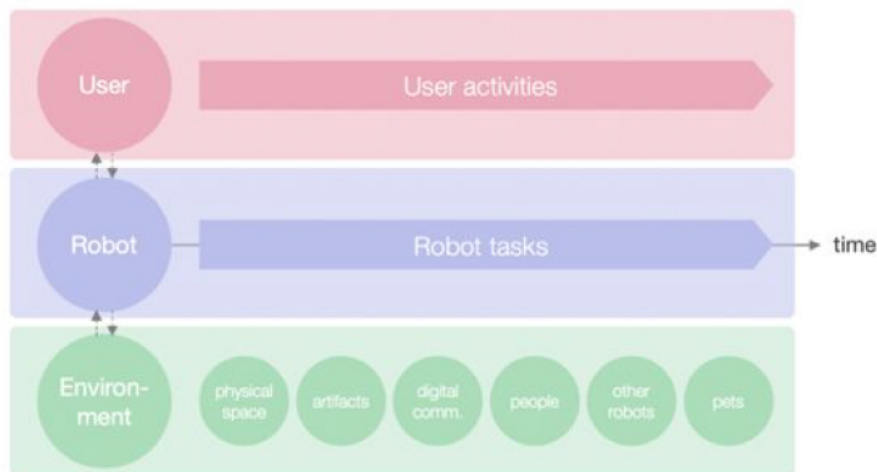 User
User activities
Robot
Robot tasks
time
Environ-
ment
physical
space
artifacts
digital
comm.
people
other
robots
pets